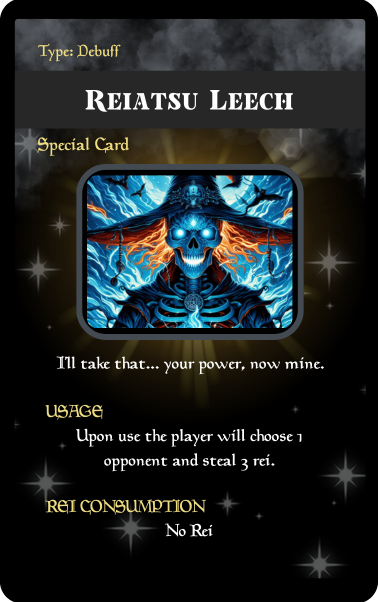 Type: Debuff
Reiatsu Leech
Special Card
I'll take that... your power, now mine.
USAGE
Upon use the player will choose 1
opponent and steal 3 rei.
REI CONSUMPTION
No Rei